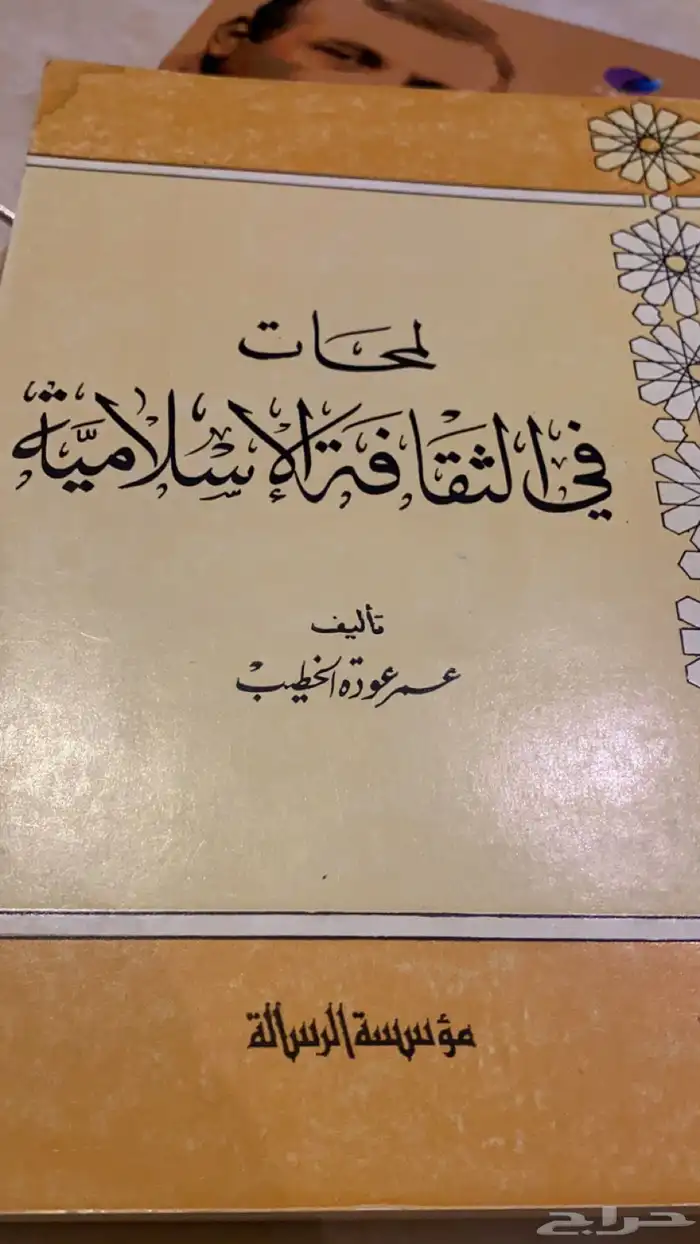 لمحات
في الثقافة الإسلامية
تأليف
عمر عودة الخطيب
مؤسسة الرسالة
حراج